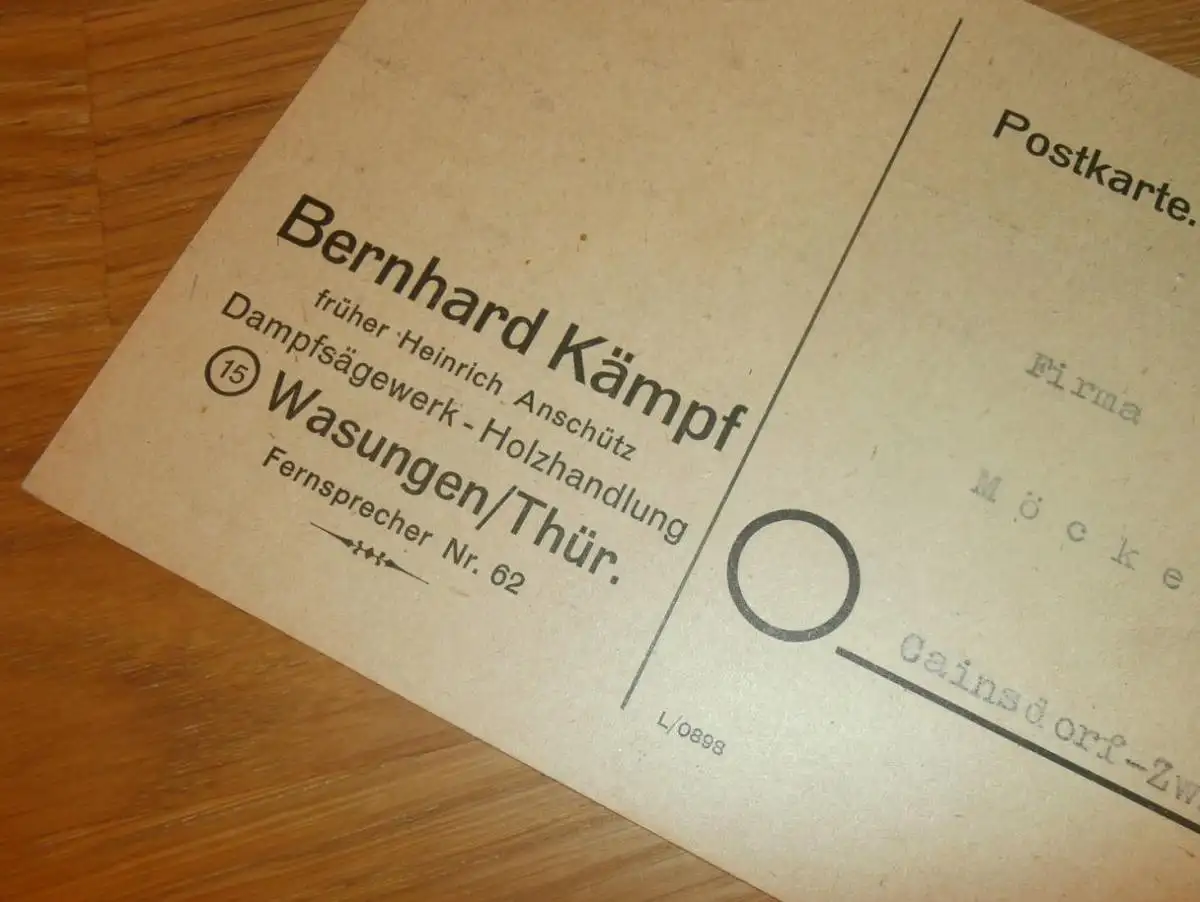 Bernhard Kämpf
früher Heinrich Anschütz
Dampfsägewerk - Holzhandlung
15 Wasungen/Thür.
Fernsprecher Nr. 62
Postkarte.
Firma
Möcke
Cainsdorf-Zw
L/0898